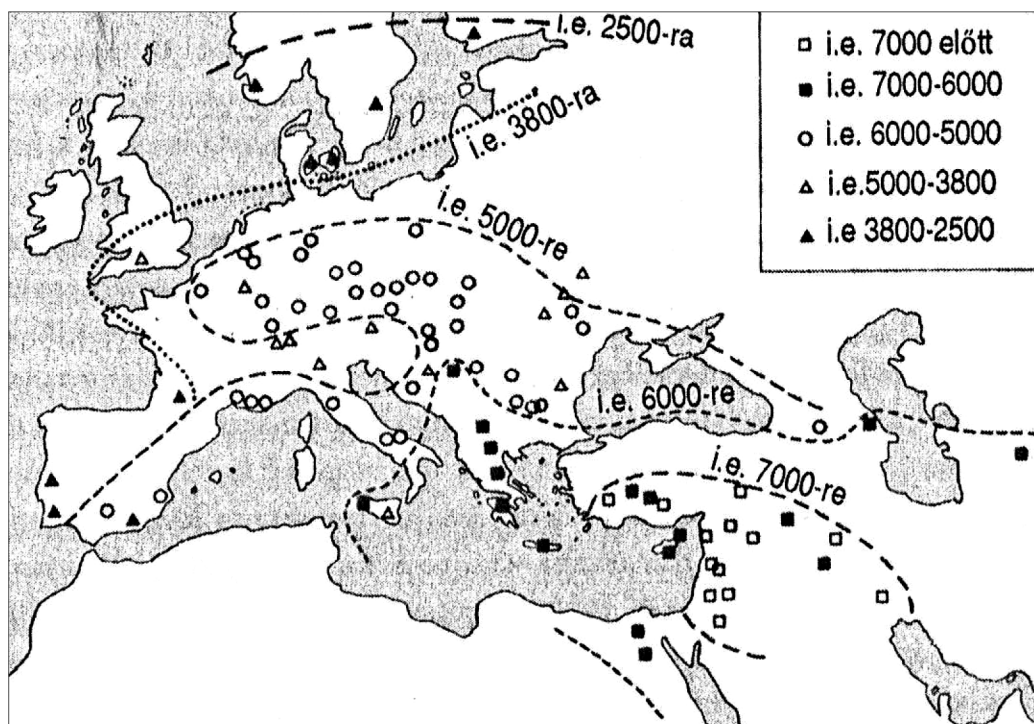 i.e. 2500-ra
i.e. 3800-ra
i.e. 5000-re
i.e. 6000-re
i.e. 7000-re
i.e. 7000 előtt
i.e. 7000-6000
i.e. 6000-5000
i.e.5000-3800
i.e 3800-2500